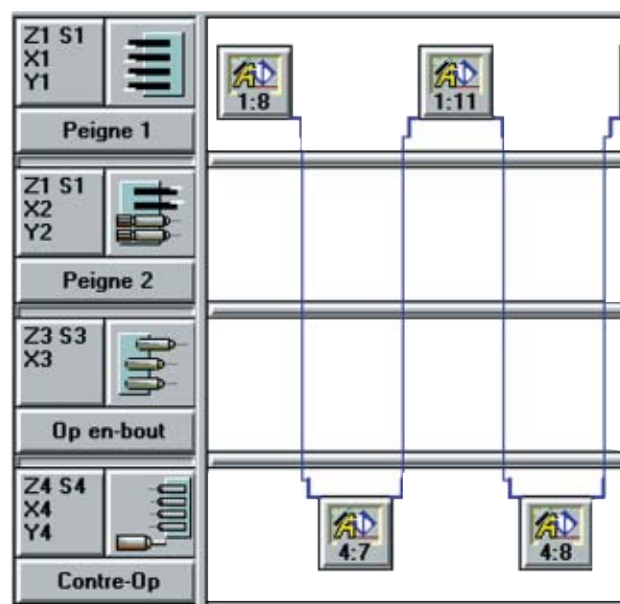 Z1 S1
X1
Y1
Peigne 1
1:8
1:11
Z1 S1
X2
Y2
Peigne 2
Z3 S3
X3
Op en-bout
Z4 S4
X4
Y4
Contre-Op
4:7
4:8